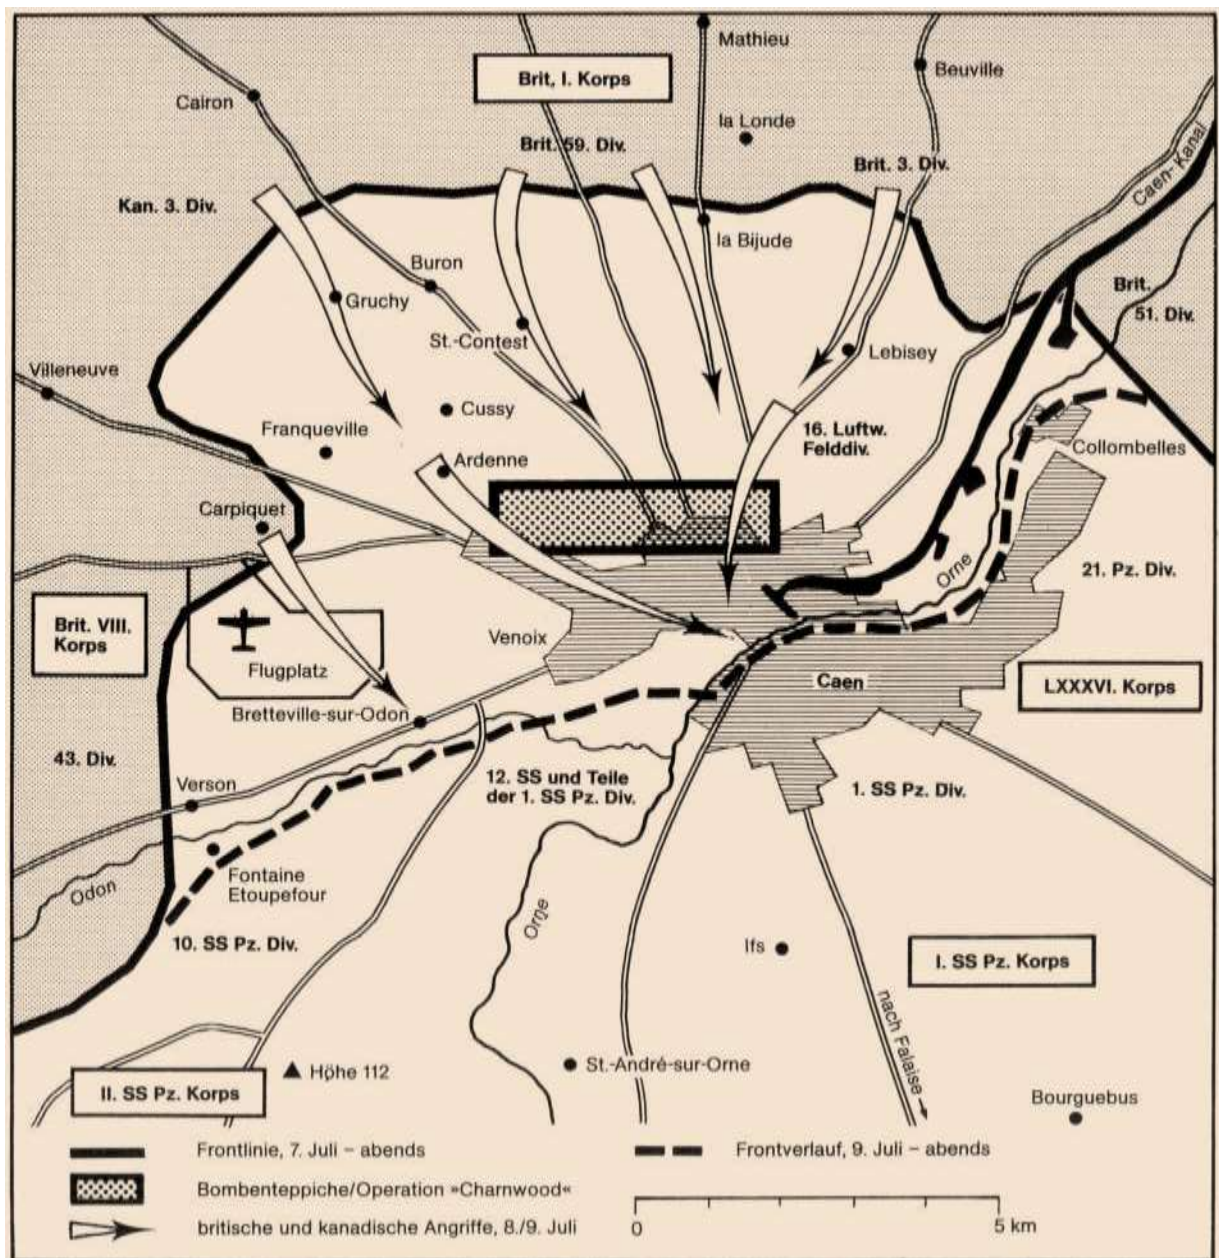 Mathieu
Beuville
Brit, I. Korps
Cairon
la Londe
Brit. 59. Div.
Brit. 3. Div.
Caen-Kanal
Kan. 3. Div.
la Bijude
Buron
Gruchy
Brit.
51. Div.
St.-Contest
Lebisey
Villeneuve
Cussy
Franqueville
16. Luftw.
Felddiv.
Collombelles
Ardenne
Carpiquet
Orne
21. Pz. Div.
Brit. VIII.
Korps
Venoix
Flugplatz
Caen
LXXXVI. Korps
Bretteville-sur-Odon
43. Div.
Verson
12. SS und Teile
der 1. SS Pz. Div.
1. SS Pz. Div.
Fontaine
Etoupefour
Odon
10. SS Pz. Div.
Orne
Ifs
I. SS Pz. Korps
nach Falaise
Höhe 112
St.-André-sur-Orne
II. SS Pz. Korps
Bourguebus
Frontlinie, 7. Juli – abends
Frontverlauf, 9. Juli – abends
Bombenteppiche/Operation »Charnwood«
britische und kanadische Angriffe, 8./9. Juli
0 5 km